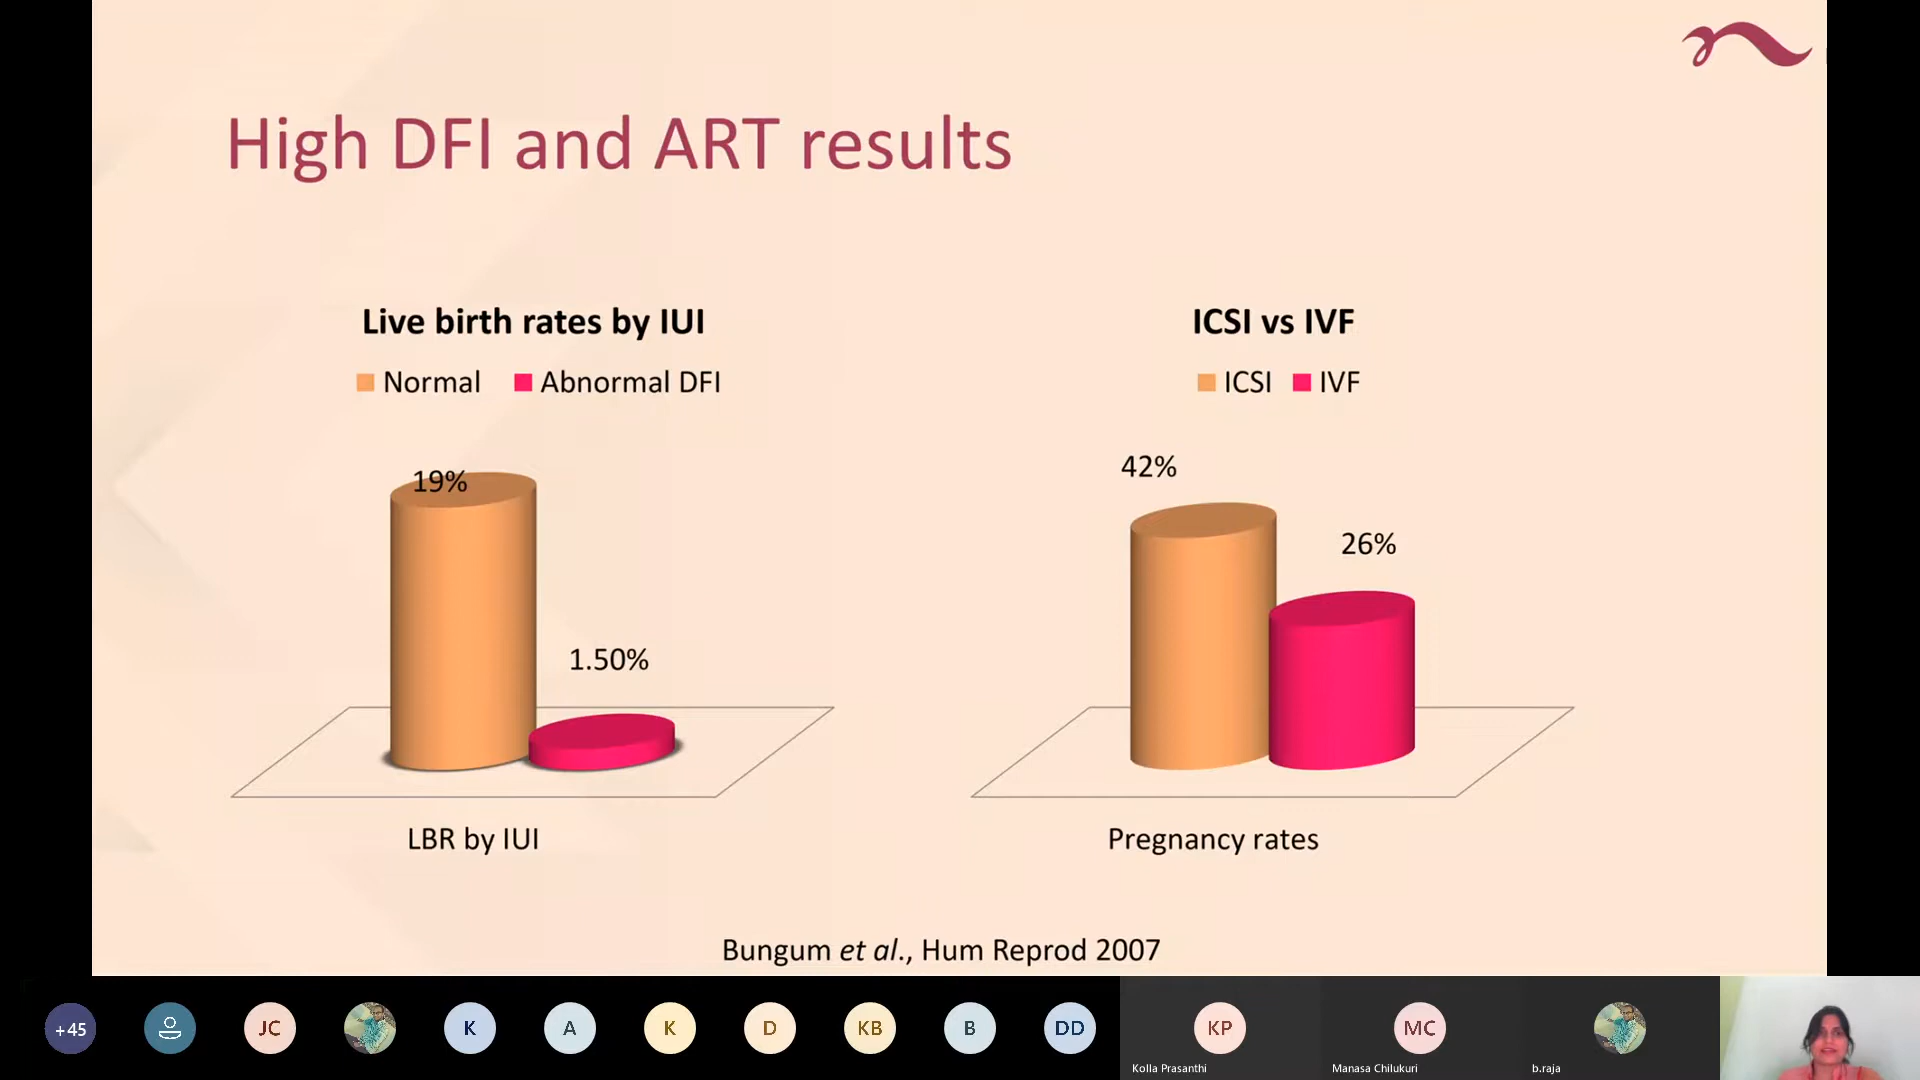 High DFI and ART results
Live birth rates by IUI
Normal Abnormal DFI
19%
1.50%
LBR by IUI
ICSI vs IVF
ICSI IVF
42%
26%
Pregnancy rates
Bungum et al., Hum Reprod 2007
+45 JC K A K D KB B DD KP MC
Kolla Prasanthi Manasa Chilukuri b.raja